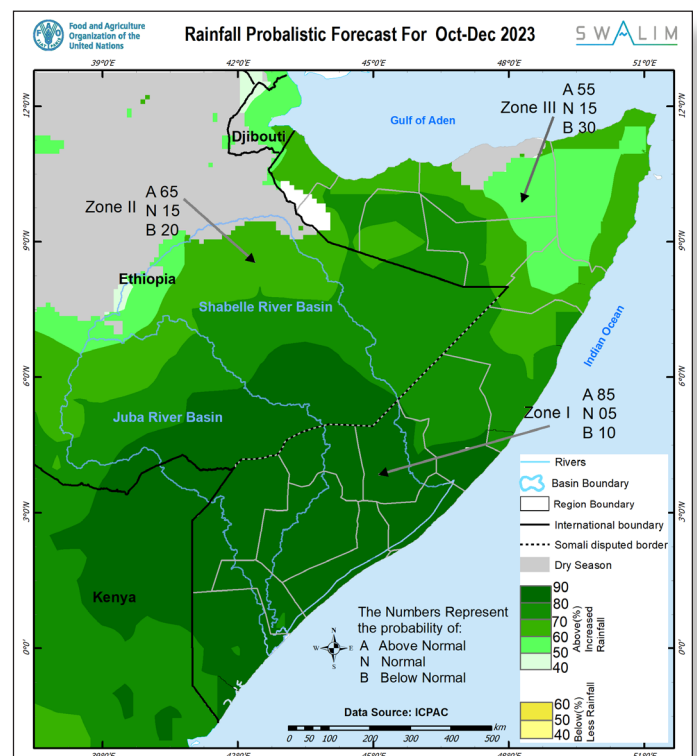 Food and Agriculture
Organization of the
United Nations
Rainfall Probalistic Forecast For Oct-Dec 2023
SWALIM
39°0'E 42°0'E 45°0'E 48°0'E 51°0'E
12°0'N
12°0'N
Gulf of Aden
A 55
Zone III N 15
B 30
Djibouti
A 65
Zone II N 15
B 20
9°0'N
9°0'N
Ethiopia
Shabelle River Basin
Indian Ocean
6°0'N
6°0'N
Juba River Basin
A 85
Zone I N 05
B 10
Rivers
Basin Boundary
Region Boundary
International boundary
Somali disputed border
Dry Season
3°0'N
90
80
70
60
50
40
Above(%)
Increased
Rainfall
Kenya
The Numbers Represent
the probability of:
A Above Normal
N Normal
B Below Normal
N
W E
S
0°0'
0°0'
60
50
40
Below(%)
Less Rainfall
Data Source: ICPAC
km
0 50 100 200 300 400 500